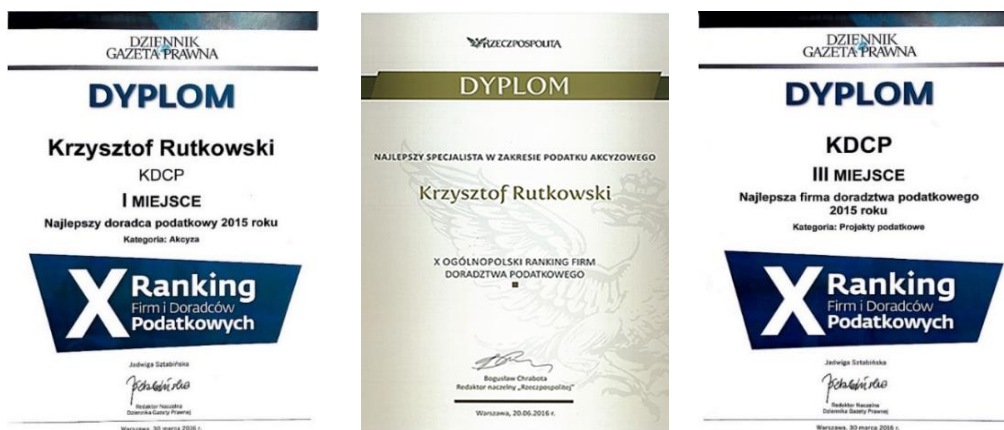 DZIENNIK
GAZETA PRAWNA
DYPLOM
Krzysztof Rutkowski
KDCP
I MIEJSCE
Najlepszy doradca podatkowy 2015 roku
Kategoria: Akcyza
X Ranking
Firm i Doradców
Podatkowych
Jadwiga Sztabińska
Redaktor Naczelna
Dziennika Gazety Prawnej
Warszawa, 30 marca 2016 r.
RZECZPOSPOLITA
DYPLOM
NAJLEPSZY SPECJALISTA W ZAKRESIE PODATKU AKCYZOWEGO
Krzysztof Rutkowski
X OGÓLNOPOLSKI RANKING FIRM
DORADZTWA PODATKOWEGO
Bogusław Chrabota
Redaktor naczelny „Rzeczpospolitej"
Warszawa, 20.06.2016 r.
DZIENNIK
GAZETA PRAWNA
DYPLOM
KDCP
III MIEJSCE
Najlepsza firma doradztwa podatkowego
2015 roku
Kategoria: Projekty podatkowe
X Ranking
Firm i Doradców
Podatkowych
Jadwiga Sztabińska
Redaktor Naczelna
Dziennika Gazety Prawnej
Warszawa, 30 marca 2016 r.